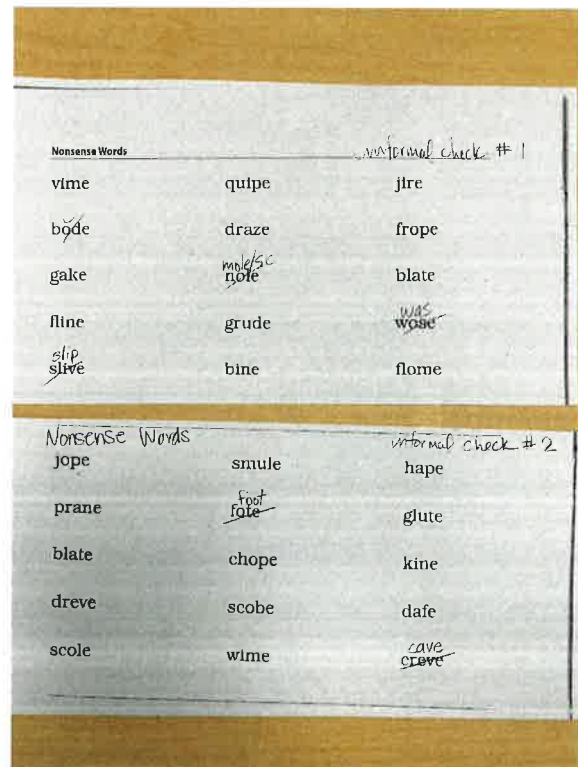 Nonsense Words informal check # 1
vime quipe jire
bode draze frope
mole/sc
gake nole blate
was
fline grude wose
slip
slive bine flome
Nonsense Words informal check # 2
jope smule hape
foot
prane fote glute
blate chope kine
dreve scobe dafe
cave
scole wime creve